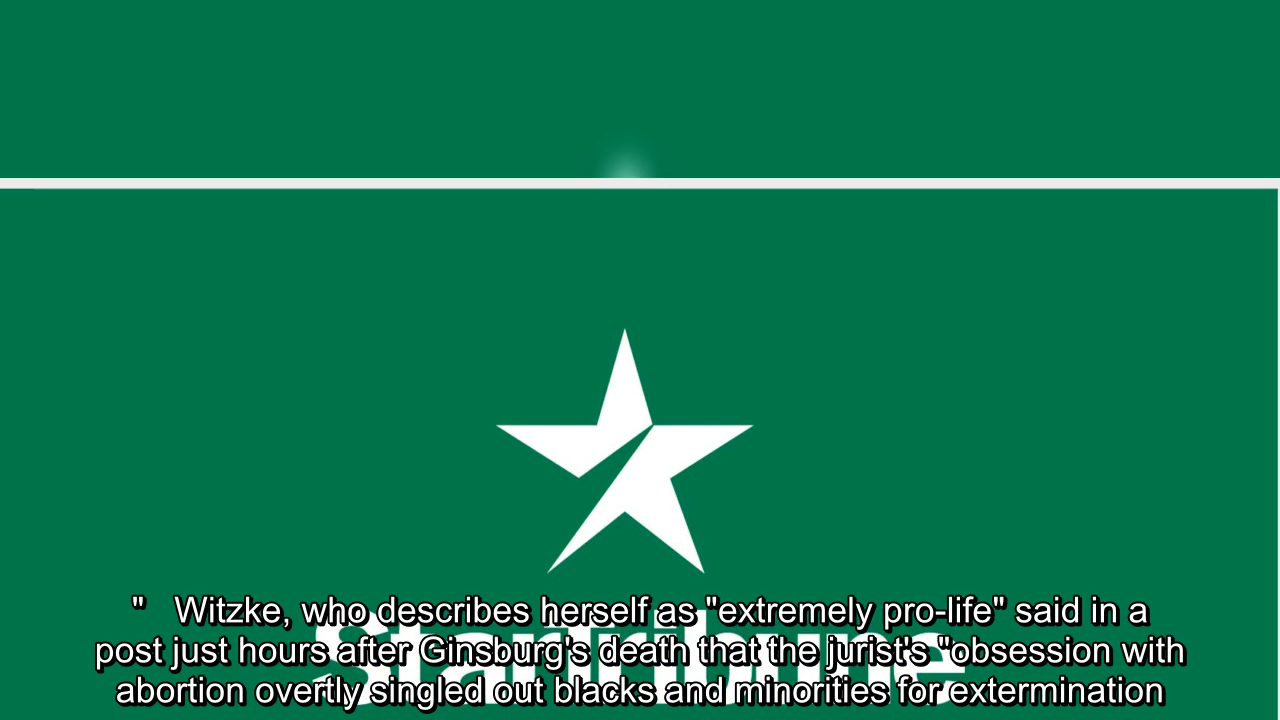 StarTribune
"   Witzke, who describes herself as "extremely pro-life" said in a
post just hours after Ginsburg's death that the jurist's "obsession with
abortion overtly singled out blacks and minorities for extermination